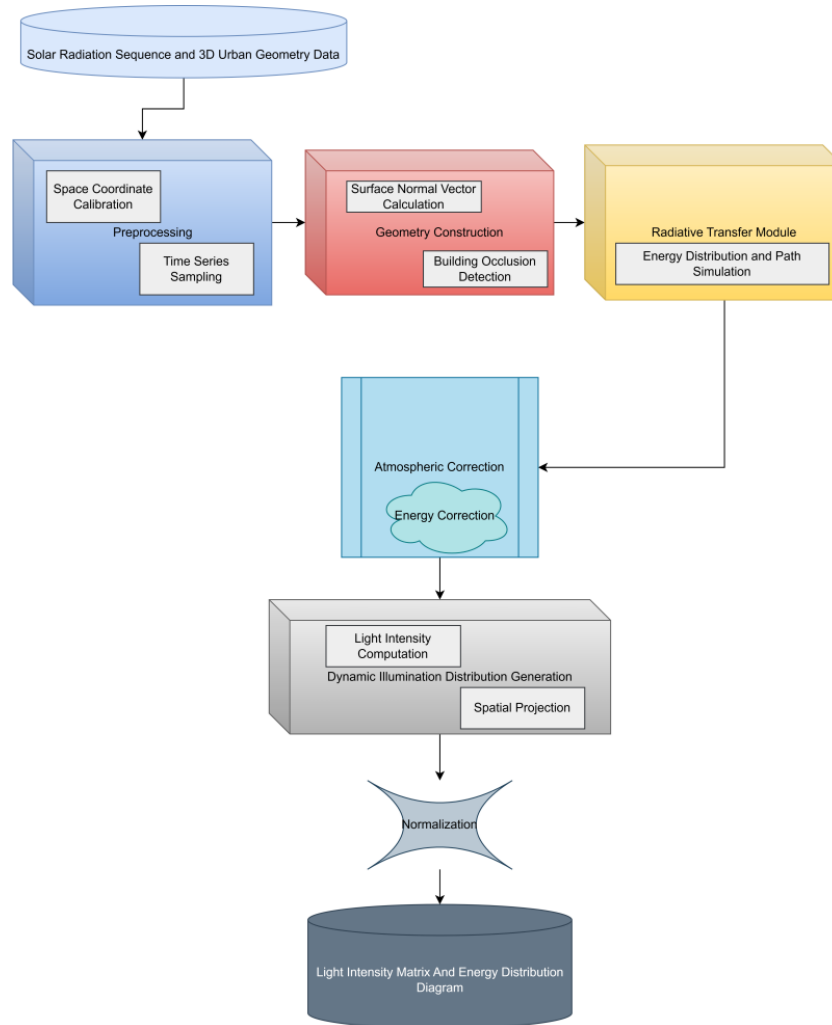 Solar Radiation Sequence and 3D Urban Geometry Data
Space Coordinate
Calibration
Preprocessing
Time Series
Sampling
Surface Normal Vector
Calculation
Geometry Construction
Building Occlusion
Detection
Radiative Transfer Module
Energy Distribution and Path
Simulation
Atmospheric Correction
Energy Correction
Light Intensity
Computation
Dynamic Illumination Distribution Generation
Spatial Projection
Normalization
Light Intensity Matrix And Energy Distribution
Diagram